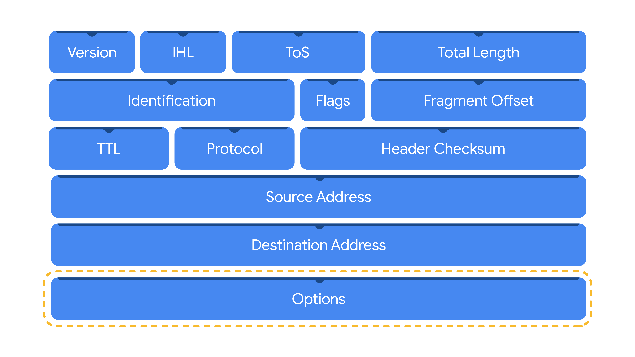 Version IHL ToS Total Length
Identification Flags Fragment Offset
TTL Protocol Header Checksum
Source Address
Destination Address
Options